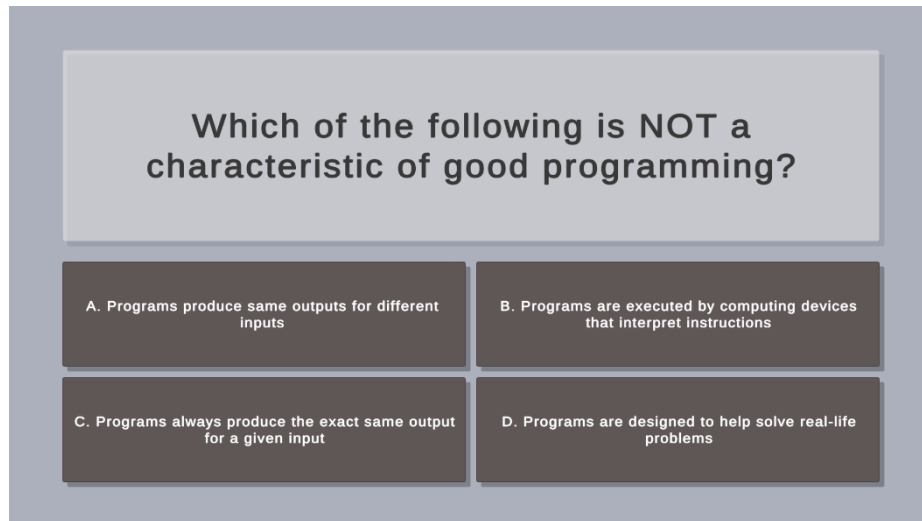 Which of the following is NOT a
characteristic of good programming?
A. Programs produce same outputs for different
inputs
B. Programs are executed by computing devices
that interpret instructions
C. Programs always produce the exact same output
for a given input
D. Programs are designed to help solve real-life
problems